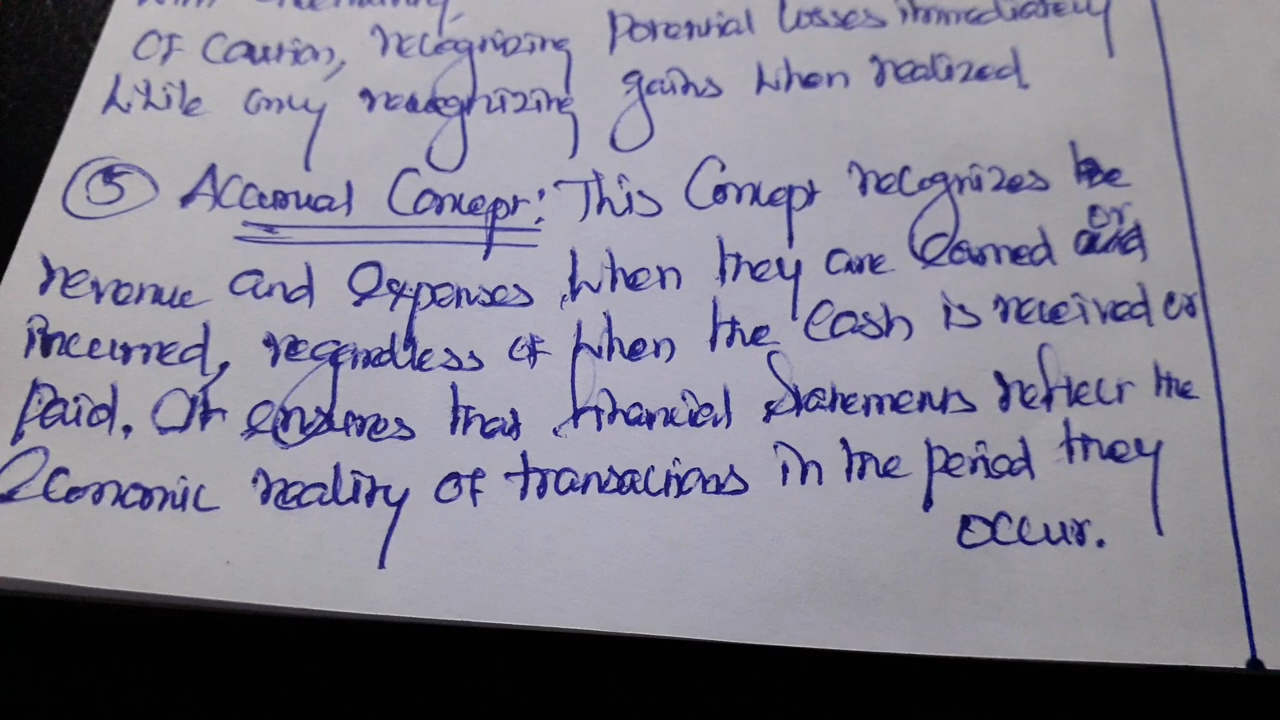 of caution, recognizing potential losses immediately
while only recognizing gains when realized
⑤ Accrual Concept: This Concept recognizes the
revenue and expenses when they are earned or
incurred, regardless of when the cash is received or
paid. It ensures that financial statements reflect the
economic reality of transactions in the period they
occur.